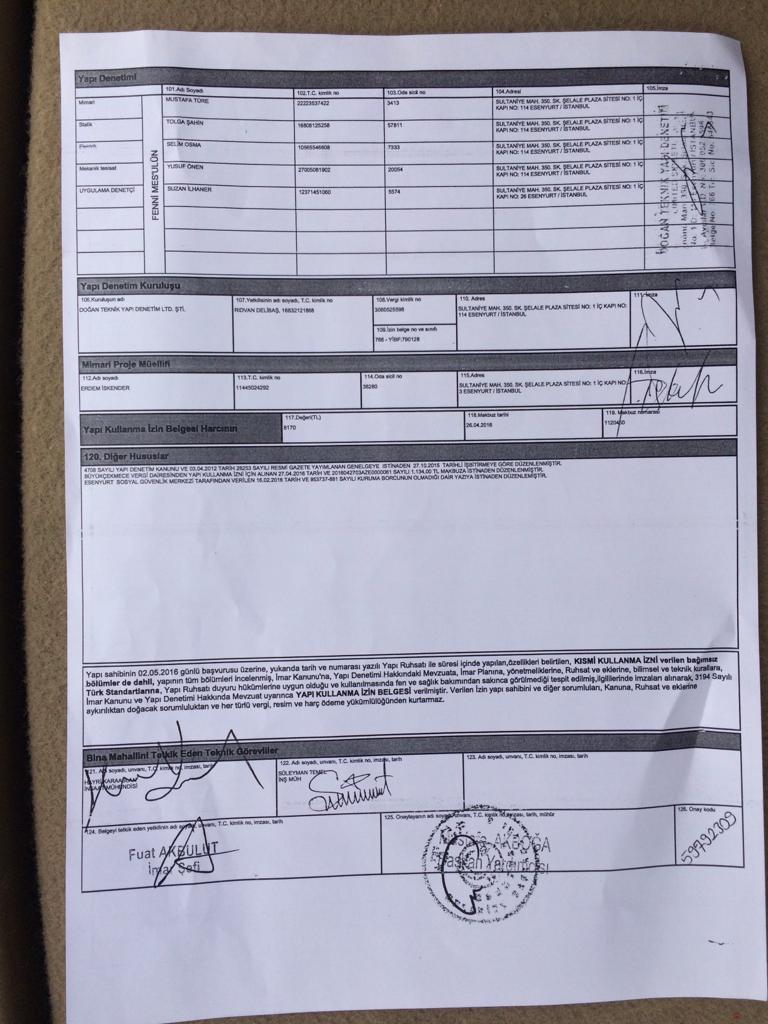 Yapı Denetimi
101.Adı Soyadı 102.T.C. kimlik no 103.Oda sicil no 104.Adresi 105.İmza
FENNİ MES'ULÜN
Mimari MUSTAFA TÜRE 22223537422 3413 SULTANİYE MAH. 350. SK. ŞELALE PLAZA SİTESİ NO: 1 İÇ
KAPI NO: 114 ESENYURT / İSTANBUL
Statik TOLGA ŞAHİN 16808125258 57811 SULTANİYE MAH. 350. SK. ŞELALE PLAZA SİTESİ NO: 1 İÇ
KAPI NO: 114 ESENYURT / İSTANBUL
Elektrik SELİM OSMA 10565546608 7333 SULTANİYE MAH. 350. SK. ŞELALE PLAZA SİTESİ NO: 1 İÇ
KAPI NO: 114 ESENYURT / İSTANBUL
Mekanik tesisat YUSUF ÖNEN 27005081902 20054 SULTANİYE MAH. 350. SK. ŞELALE PLAZA SİTESİ NO: 1 İÇ
KAPI NO: 114 ESENYURT / İSTANBUL
UYGULAMA DENETÇİ SUZAN İLHANER 12371451060 5574 SULTANİYE MAH. 350. SK. ŞELALE PLAZA SİTESİ NO: 1 İÇ
KAPI NO: 26 ESENYURT / İSTANBUL
DOĞAN TEKNİK YAPI DENETİM
Yapı Denetim Kuruluşu
106.Kuruluşun adı 107.Yetkilisinin adı soyadı, T.C. kimlik no 108.Vergi kimlik no 110. Adres 111.İmza
DOĞAN TEKNİK YAPI DENETİM LTD. ŞTİ. RIDVAN DELİBAŞ, 16832121868 3080525598 SULTANİYE MAH. 350. SK. ŞELALE PLAZA SİTESİ NO: 1 İÇ KAPI NO:
114 ESENYURT / İSTANBUL
109.İzin belge no ve sınıfı
766 - YİBF:790128
Mimari Proje Müellifi
112.Adı soyadı 113.T.C. kimlik no 114.Oda sicil no 115.Adresi 116.İmza
ERDEM İSKENDER 11445024292 38280 SULTANİYE MAH. 350. SK. ŞELALE PLAZA SİTESİ NO: 1 İÇ KAPI NO:
3 ESENYURT / İSTANBUL
Yapı Kullanma İzin Belgesi Harcının 117.Değeri(TL) 118.Makbuz tarihi 119. Makbuz numarası
8170 26.04.2016
120. Diğer Hususlar
4708 SAYILI YAPI DENETİM KANUNU VE 03.04.2012 TARİH 28253 SAYILI RESMİ GAZETE YAYIMLANAN GENELGEYE İSTİNADEN 27.10.2015 TARİHLİ İŞBİTİRMEYE GÖRE DÜZENLENMİŞTİR.
BÜYÜKÇEKMECE VERGİ DAİRESİNDEN YAPI KULLANMA İZNİ İÇİN ALINAN 27.04.2016 TARİH VE 2016042703AZE0000061 SAYILI 1.134,00 TL MAKBUZA İSTİNADEN DÜZENLENMİŞTİR.
ESENYURT SOSYAL GÜVENLİK MERKEZİ TARAFINDAN VERİLEN 16.02.2016 TARİH VE 953737-881 SAYILI KURUMA BORCUNUN OLMADIĞI DAİR YAZIYA İSTİNADEN DÜZENLEMİŞTİR.
Yapı sahibinin 02.05.2016 günlü başvurusu üzerine, yukarıda tarih ve numarası yazılı Yapı Ruhsatı ile süresi içinde yapılan,özellikleri belirtilen, KISMİ KULLANMA İZNİ verilen bağımsız
bölümler de dahil, yapının tüm bölümleri incelenmiş, İmar Kanunu'na, Yapı Denetimi Hakkındaki Mevzuata, İmar Planına, yönetmeliklerine, Ruhsat ve eklerine, bilimsel ve teknik kurallara,
Türk Standartlarına, Yapı Ruhsatı duyuru hükümlerine uygun olduğu ve kullanılmasında fen ve sağlık bakımından sakınca görülmediği tespit edilmiş,ilgililerinde imzaları alınarak, 3194 Sayılı
İmar Kanunu ve Yapı Denetimi Hakkında Mevzuat uyarınca YAPI KULLANMA İZİN BELGESİ verilmiştir. Verilen İzin yapı sahibini ve diğer sorumluları, Kanuna, Ruhsat ve eklerine
aykırılıktan doğacak sorumluluktan ve her türlü vergi, resim ve harç ödeme yükümlülüğünden kurtarmaz.
Bina Mahallini Tetkik Eden Teknik Görevliler
121. Adı soyadı, unvanı, T.C. kimlik no, imzası, tarih 122. Adı soyadı, unvanı, T.C. kimlik no, imzası, tarih 123. Adı soyadı, unvanı, T.C. kimlik no, imzası, tarih
SÜLEYMAN TEMEL
İNŞ MÜH
124. Belgeyi tetkik eden yetkilinin adı soyadı, unvanı, T.C. kimlik no, imzası, tarih 125. Onaylayanın adı soyadı, unvanı, T.C. kimlik no, imzası, tarih, mühür 126. Onay kodu
Fuat AKBULUT
İmar Şefi
59792309